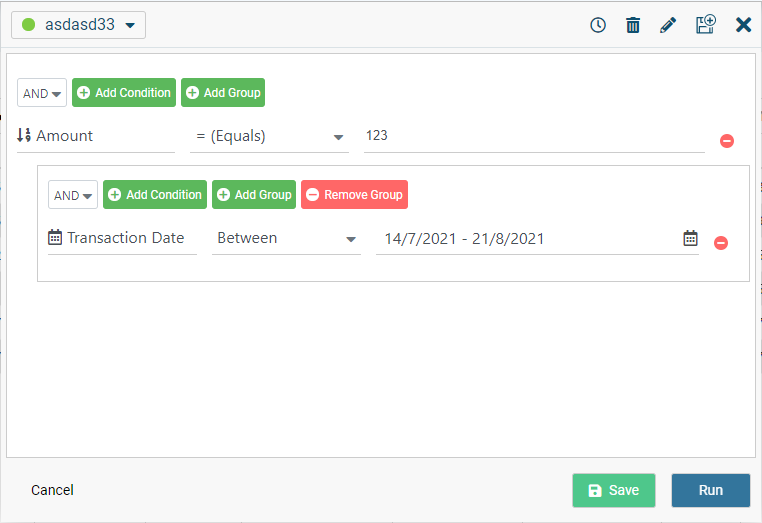 asdasd33
AND Add Condition Add Group
Amount = (Equals) 123
AND Add Condition Add Group Remove Group
Transaction Date Between 14/7/2021 - 21/8/2021
Cancel Save Run